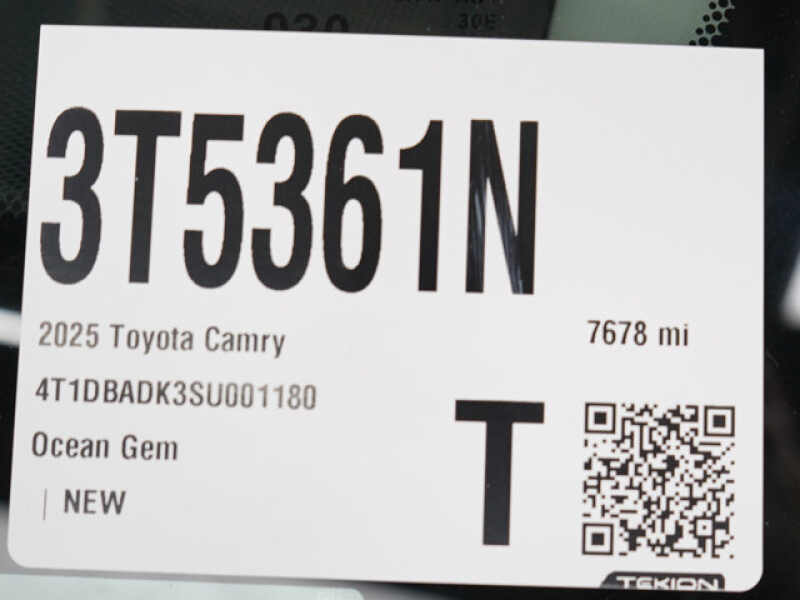 3T5361N
2025 Toyota Camry
7678 mi
4T1DBADK3SU001180
Ocean Gem
T
| NEW
TEKION